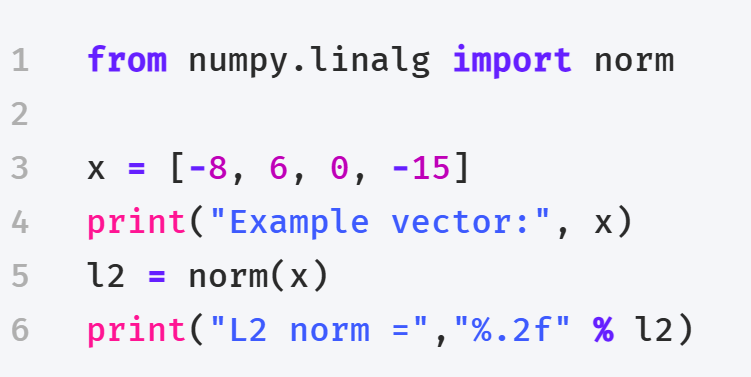 1 from numpy.linalg import norm
2
3 x = [-8, 6, 0, -15]
4 print("Example vector:", x)
5 l2 = norm(x)
6 print("L2 norm =","%.2f" % l2)